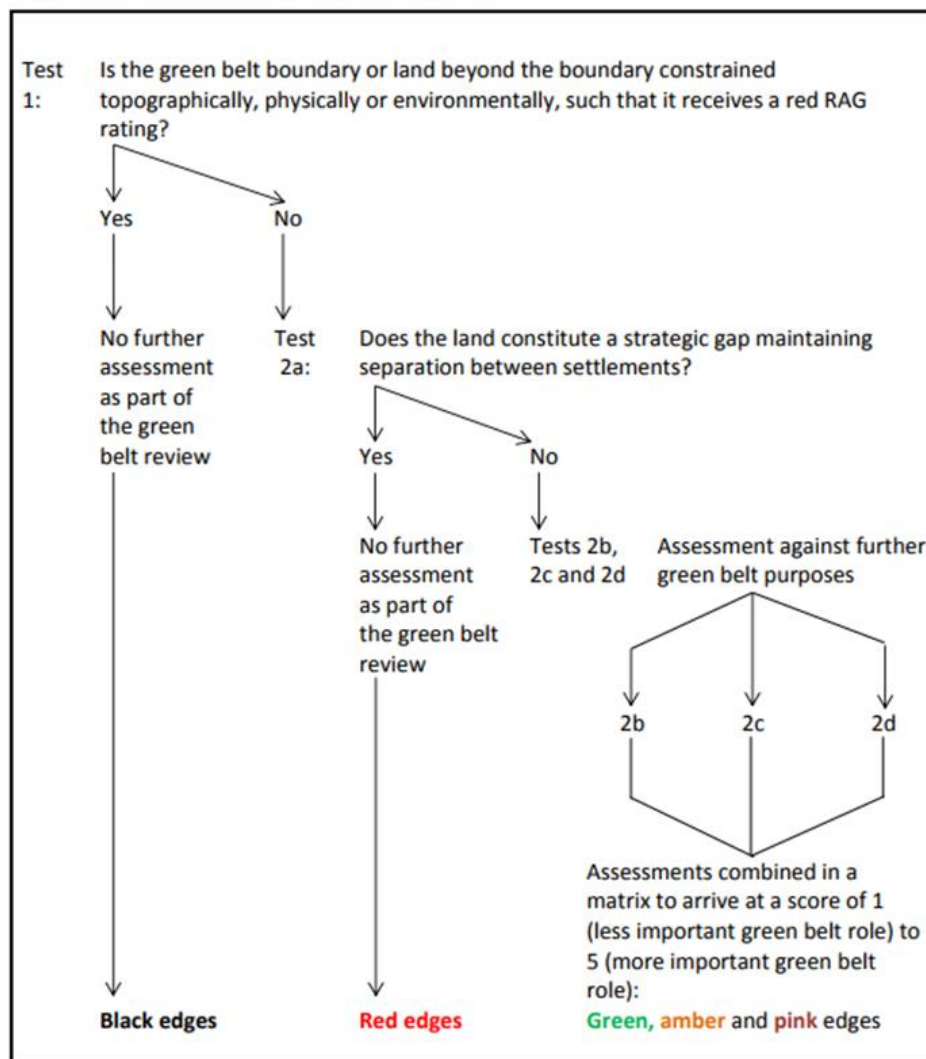 Test 1:
Is the green belt boundary or land beyond the boundary constrained
topographically, physically or environmentally, such that it receives a red RAG
rating?
Yes
No
No further
assessment
as part of
the green
belt review
Test
2a:
Does the land constitute a strategic gap maintaining
separation between settlements?
Yes
No
No further
assessment
as part of
the green belt
review
Tests 2b,
2c and 2d
Assessment against further
green belt purposes
2b
2c
2d
Assessments combined in a
matrix to arrive at a score of 1
(less important green belt role) to
5 (more important green belt
role):
Black edges
Red edges
Green, amber and pink edges